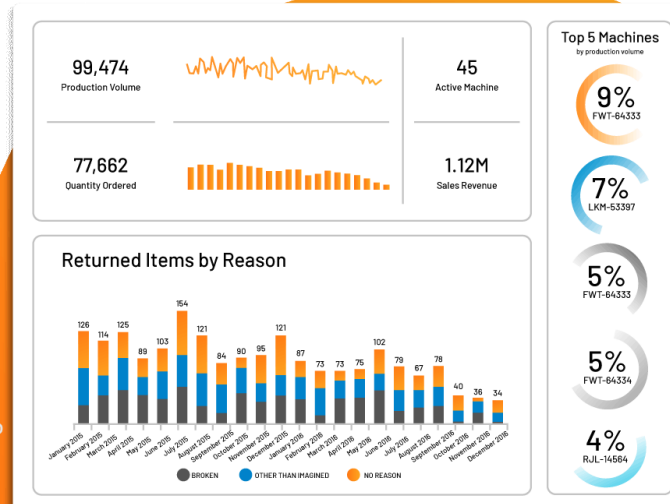 99,474
Production Volume
45
Active Machine
77,662
Quantity Ordered
1.12M
Sales Revenue
Returned Items by Reason
126
114
125
89
103
154
121
84
90
95
121
87
73
73
75
102
79
67
78
40
36
34
January 2015
February 2015
March 2015
April 2015
May 2015
June 2015
July 2015
August 2015
September 2015
October 2015
November 2015
December 2015
January 2016
February 2016
March 2016
April 2016
May 2016
June 2016
July 2016
August 2016
September 2016
October 2016
November 2016
December 2016
BROKEN
OTHER THAN IMAGINED
NO REASON
Top 5 Machines
by production volume
9%
FWT-64333
7%
LKM-53397
5%
FWT-64333
5%
FWT-64334
4%
RJL-14564